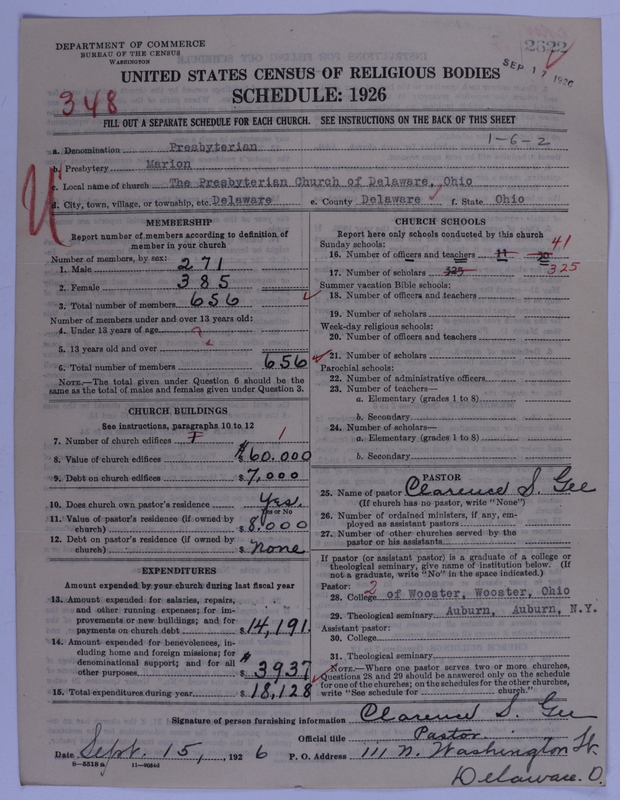 DEPARTMENT OF COMMERCE
BUREAU OF THE CENSUS
WASHINGTON
2522
SEP 17 1926
UNITED STATES CENSUS OF RELIGIOUS BODIES
SCHEDULE: 1926
348
FILL OUT A SEPARATE SCHEDULE FOR EACH CHURCH. SEE INSTRUCTIONS ON THE BACK OF THIS SHEET
1-6-2
a. Denomination Presbyterian
b. Presbytery Marion
c. Local name of church The Presbyterian Church of Delaware, Ohio
d. City, town, village, or township, etc. Delaware e. County Delaware f. State Ohio
MEMBERSHIP
Report number of members according to definition of
member in your church
Number of members, by sex:
1. Male 271
2. Female 385
3. Total number of members 656
Number of members under and over 13 years old:
4. Under 13 years of age ?
5. 13 years old and over
6. Total number of members 656
NOTE.—The total given under Question 6 should be
same as the total of males and females given under Question 3.
CHURCH BUILDINGS
See instructions, paragraphs 10 to 12
7. Number of church edifices 1
8. Value of church edifices $60.000
9. Debt on church edifices $7,000
10. Does church own pastor's residence Yes.
Yes or No
11. Value of pastor's residence (if owned by
church) $8.000
12. Debt on pastor's residence (if owned by
church) $ none
EXPENDITURES
Amount expended by your church during last fiscal year
13. Amount expended for salaries, repairs,
and other running expenses; for im-
provements or new buildings; and for
payments on church debt $14,191.
14. Amount expended for benevolences, in-
cluding home and foreign missions; for
denominational support; and for all
other purposes $3937
15. Total expenditures during year $18,128
CHURCH SCHOOLS
Report here only schools conducted by this church
Sunday schools:
16. Number of officers and teachers 11 30 41
17. Number of scholars 325 325
Summer vacation Bible schools:
18. Number of officers and teachers
19. Number of scholars
Week-day religious schools:
20. Number of officers and teachers
21. Number of scholars
Parochial schools:
22. Number of administrative officers
23. Number of teachers—
a. Elementary (grades 1 to 8)
b. Secondary
24. Number of scholars—
a. Elementary (grades 1 to 8)
b. Secondary
PASTOR
25. Name of pastor Clarence S. Gee
(If church has no pastor, write "None")
26. Number of ordained ministers, if any, em-
ployed as assistant pastors
27. Number of other churches served by the
pastor or his assistants
If pastor (or assistant pastor) is a graduate of a college or
theological seminary, give name of institution below. (If
not a graduate, write "No" in the space indicated.)
Pastor: 2
28. College of Wooster, Wooster, Ohio
29. Theological seminary Auburn, Auburn, N.Y.
Assistant pastor:
30. College
31. Theological seminary
NOTE.—Where one pastor serves two or more churches,
Questions 28 and 29 should be answered only on the schedule
for one of the churches; on the schedules for the other churches,
write "See schedule for church."
Signature of person furnishing information Clarence S. Gee
Official title Pastor
Date Sept. 15, 1926 P. O. Address 111 N. Washington St.
8-5518a
Delaware. O.